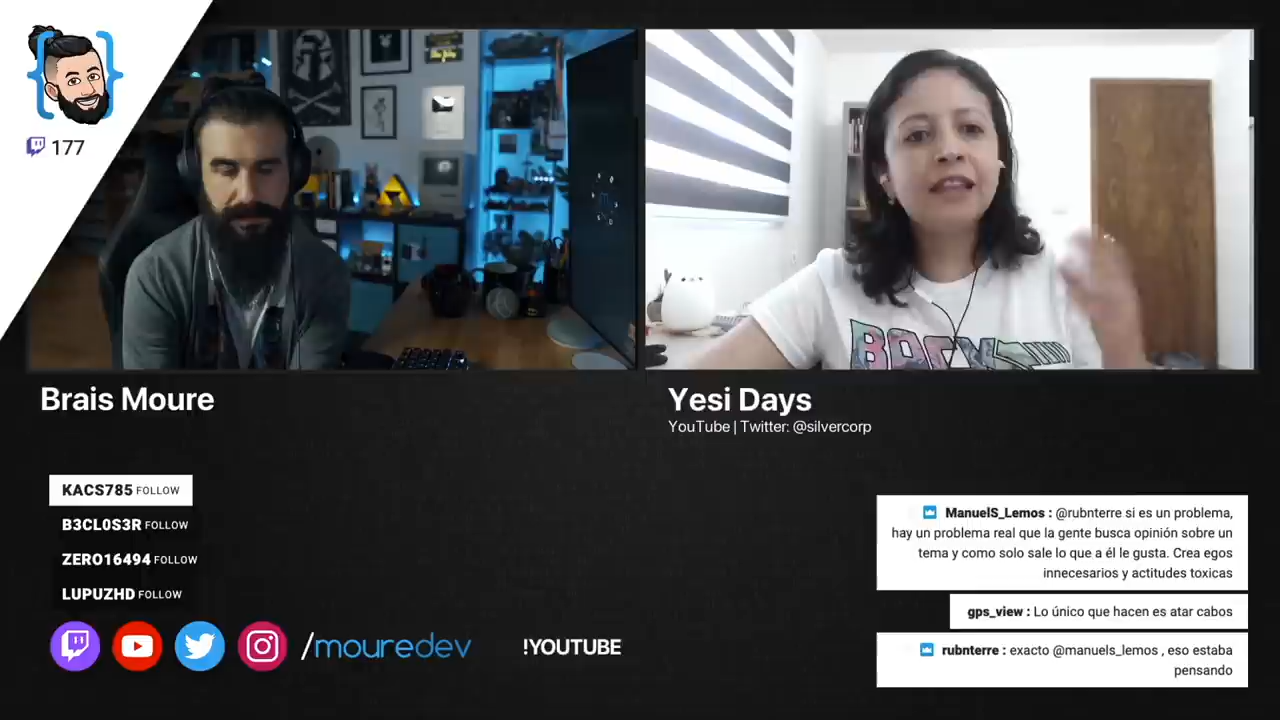 177
Brais Moure
Yesi Days
YouTube | Twitter: @silvercorp
KACS785 FOLLOW
B3CL0S3R FOLLOW
ZERO16494 FOLLOW
LUPUZHD FOLLOW
/mouredev
!YOUTUBE
ManuelS_Lemos : @rubnterre si es un problema,
hay un problema real que la gente busca opinión sobre un
tema y como solo sale lo que a él le gusta. Crea egos
innecesarios y actitudes toxicas
gps_view : Lo único que hacen es atar cabos
rubnterre : exacto @manuels_lemos , eso estaba
pensando